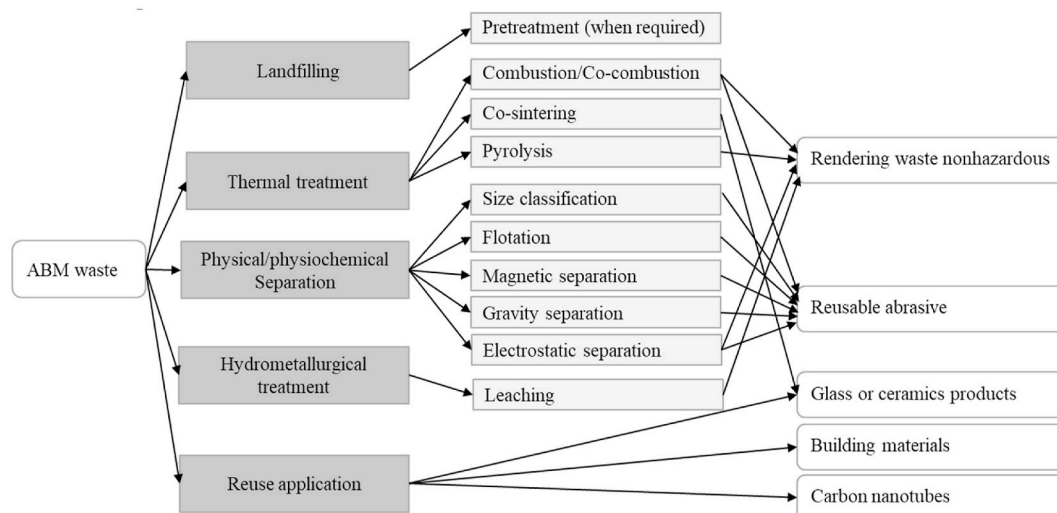 ABM waste
Landfilling
Thermal treatment
Physical/physiochemical
Separation
Hydrometallurgical
treatment
Reuse application
Pretreatment (when required)
Combustion/Co-combustion
Co-sintering
Pyrolysis
Size classification
Flotation
Magnetic separation
Gravity separation
Electrostatic separation
Leaching
Rendering waste nonhazardous
Reusable abrasive
Glass or ceramics products
Building materials
Carbon nanotubes